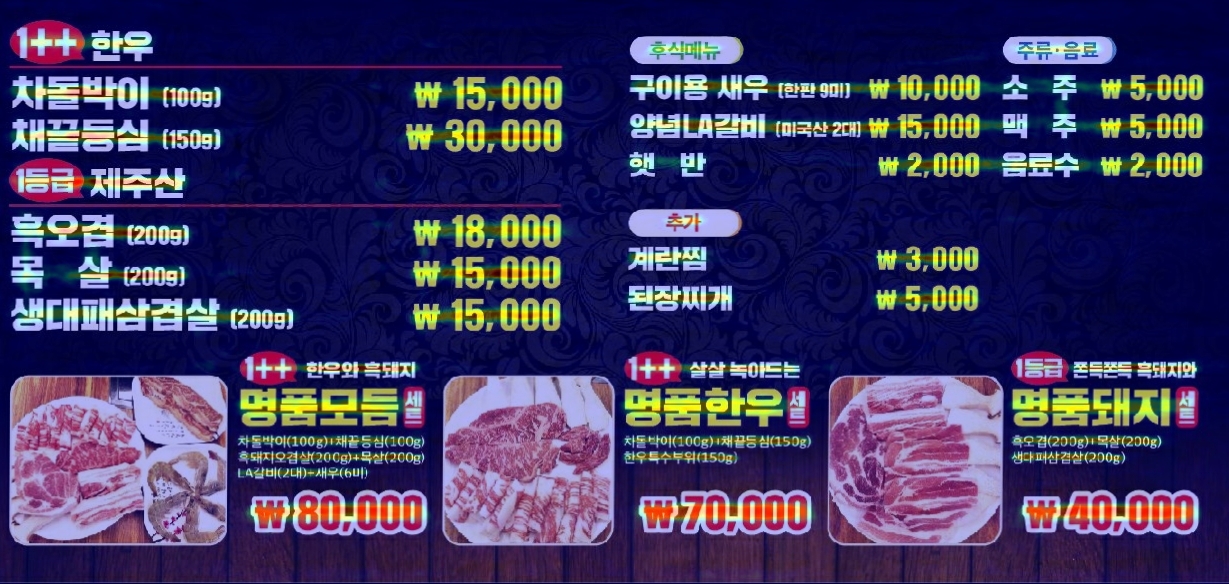 1++ 한우
차돌박이 (100g) ₩ 15,000
채끝등심 (150g) ₩ 30,000
1등급 제주산
흑오겹 (200g) ₩ 18,000
목 살 (200g) ₩ 15,000
생대패삼겹살 (200g) ₩ 15,000
후식메뉴
구이용 새우 (한판 9미) ₩ 10,000
양념LA갈비 (미국산 2대) ₩ 15,000
햇 반 ₩ 2,000
주류·음료
소 주 ₩ 5,000
맥 주 ₩ 5,000
음료수 ₩ 2,000
추가
계란찜 ₩ 3,000
된장찌개 ₩ 5,000
1++ 한우와 흑돼지
명품모듬 세트
차돌박이(100g)+채끝등심(100g)
흑돼지오겹살(200g)+목살(200g)
LA갈비(2대)+새우(6미)
₩ 80,000
1++ 살살 녹아드는
명품한우 세트
차돌박이(100g)+채끝등심(150g)
한우특수부위(150g)
₩ 70,000
1등급 쫀득쫀득 흑돼지와
명품돼지 세트
흑오겹(200g)+목살(200g)
생대패삼겹살(200g)
₩ 40,000